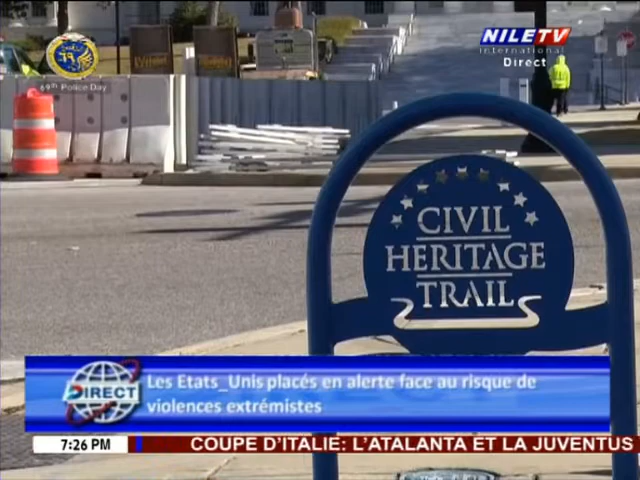 NILETV
International
Direct
69th Police Day
CIVIL
HERITAGE
TRAIL
DIRECT
Les Etats_Unis placés en alerte face au risque de
violences extrémistes
7:26 PM
COUPE D'ITALIE: L'ATALANTA ET LA JUVENTUS